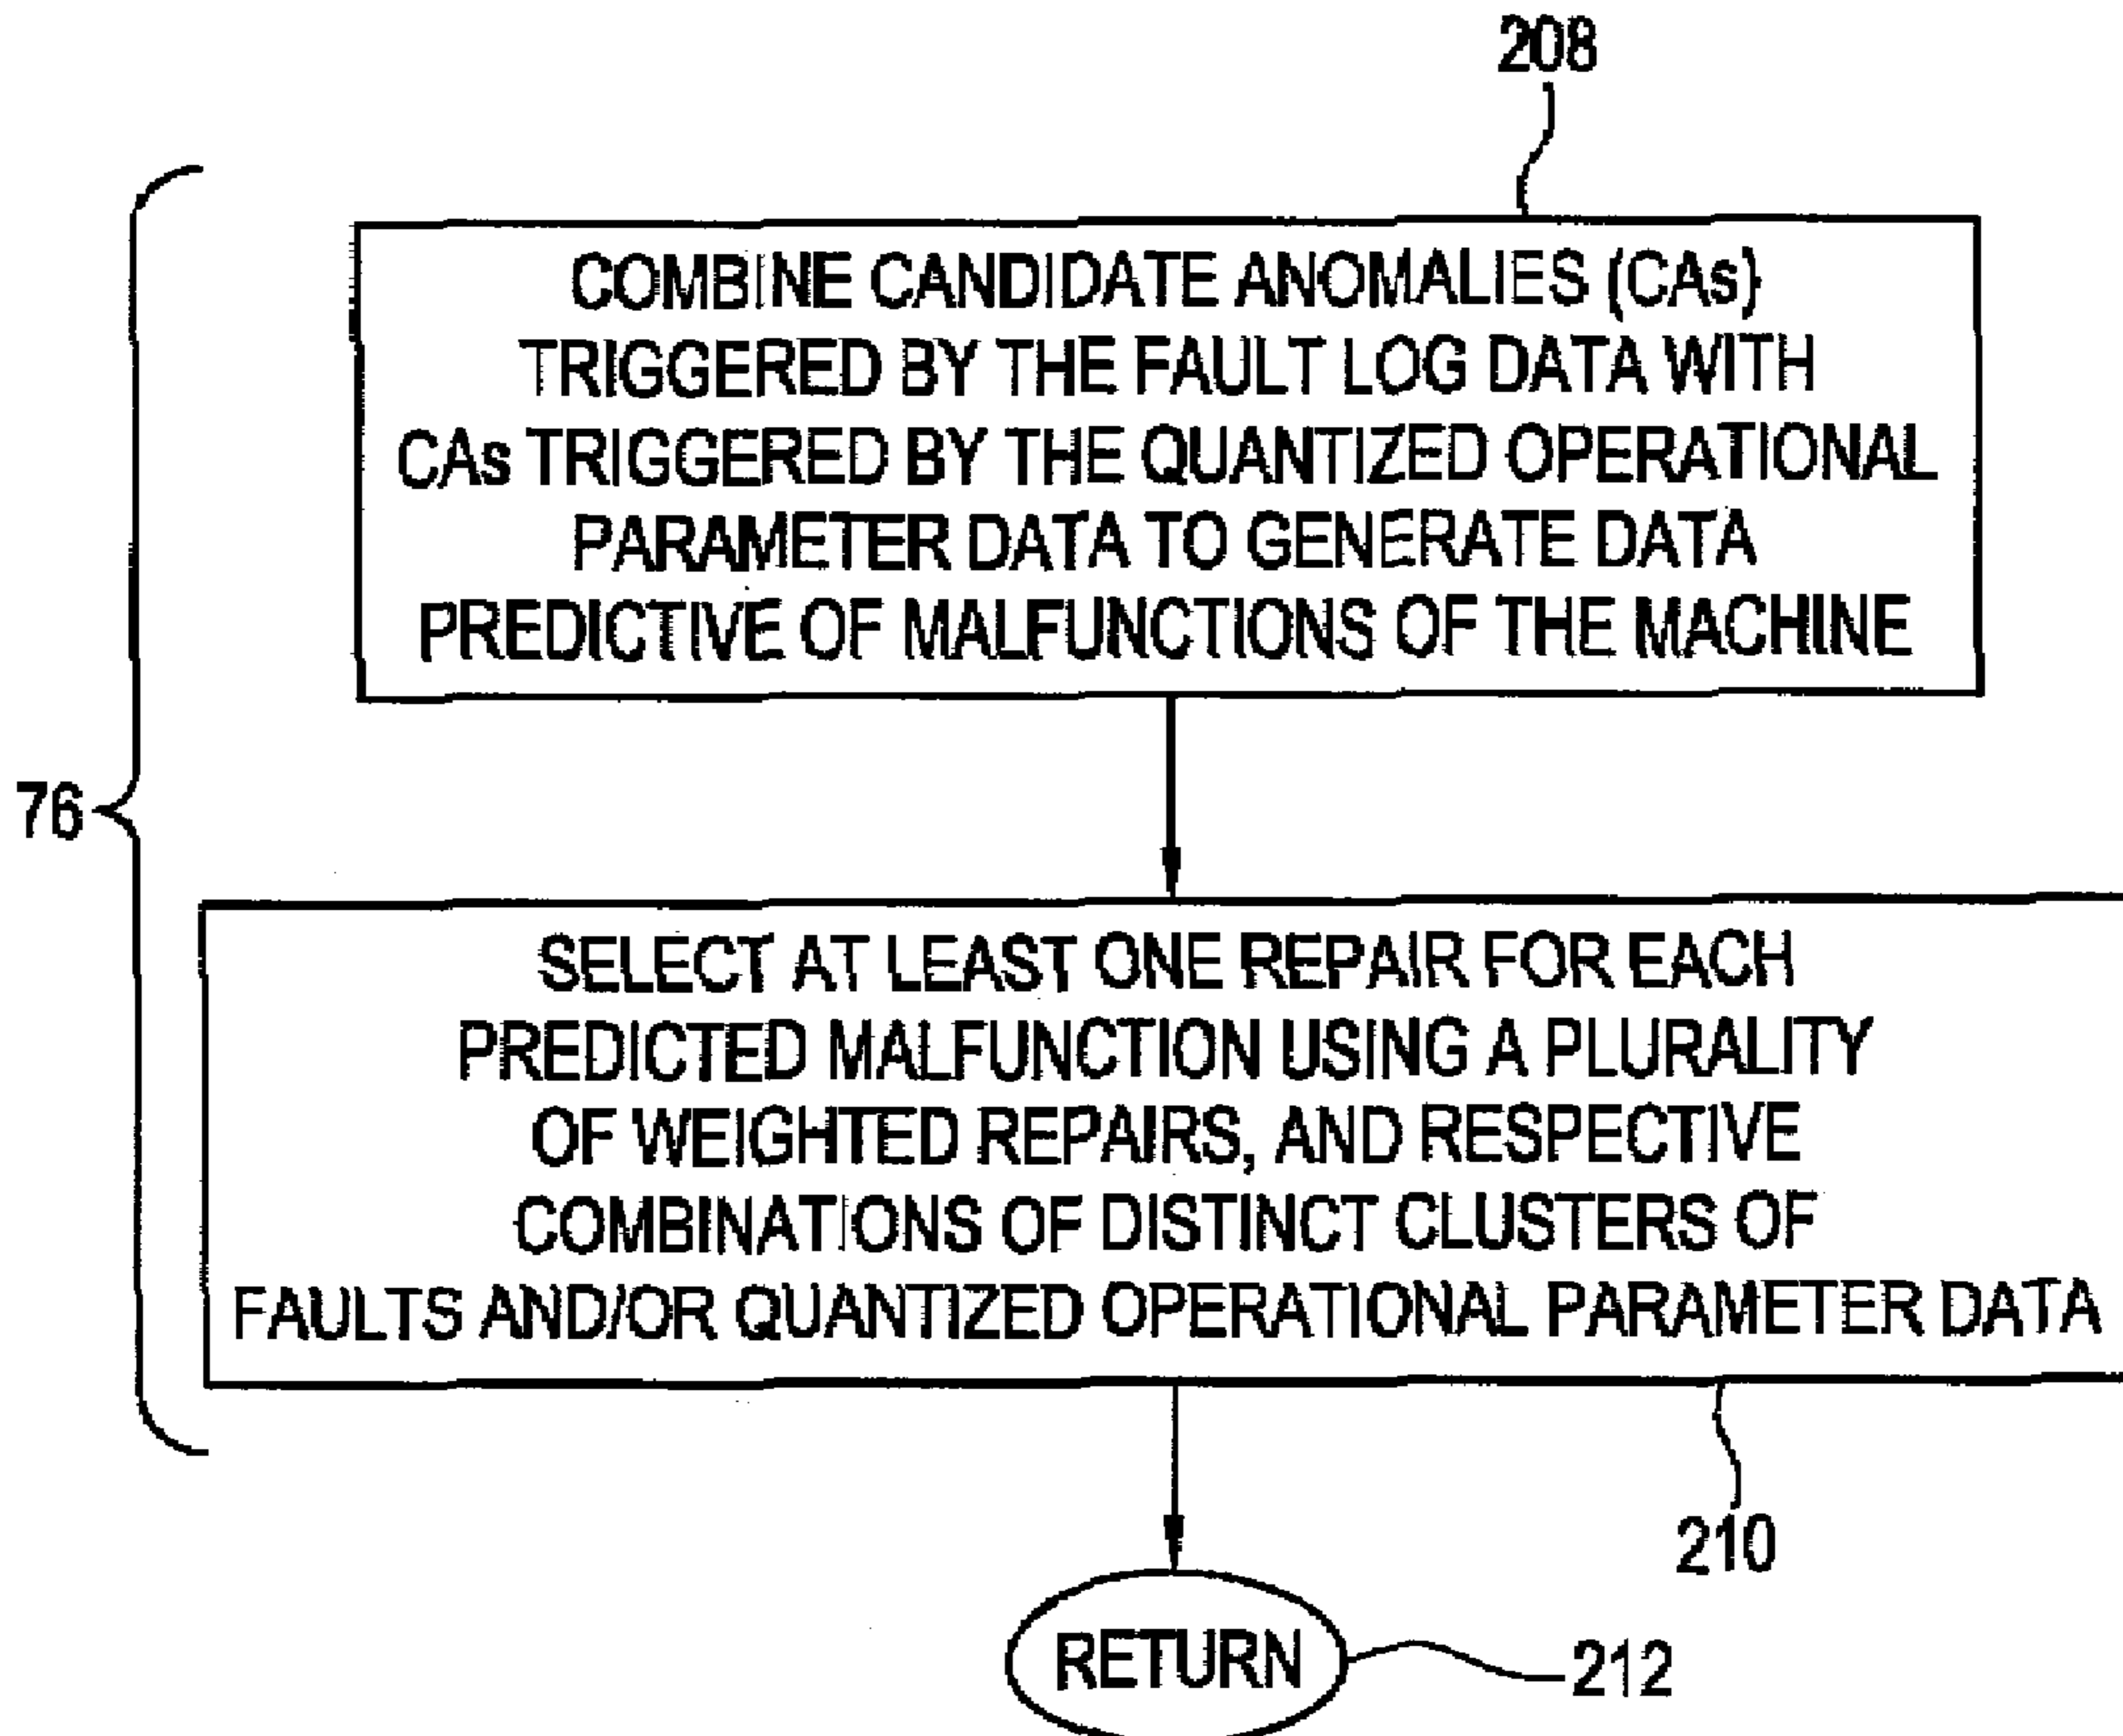 208
COMBINE CANDIDATE ANOMALIES (CAs)
TRIGGERED BY THE FAULT LOG DATA WITH
CAs TRIGGERED BY THE QUANTIZED OPERATIONAL
PARAMETER DATA TO GENERATE DATA
PREDICTIVE OF MALFUNCTIONS OF THE MACHINE
76
SELECT AT LEAST ONE REPAIR FOR EACH
PREDICTED MALFUNCTION USING A PLURALITY
OF WEIGHTED REPAIRS, AND RESPECTIVE
COMBINATIONS OF DISTINCT CLUSTERS OF
FAULTS AND/OR QUANTIZED OPERATIONAL PARAMETER DATA
210
RETURN
212